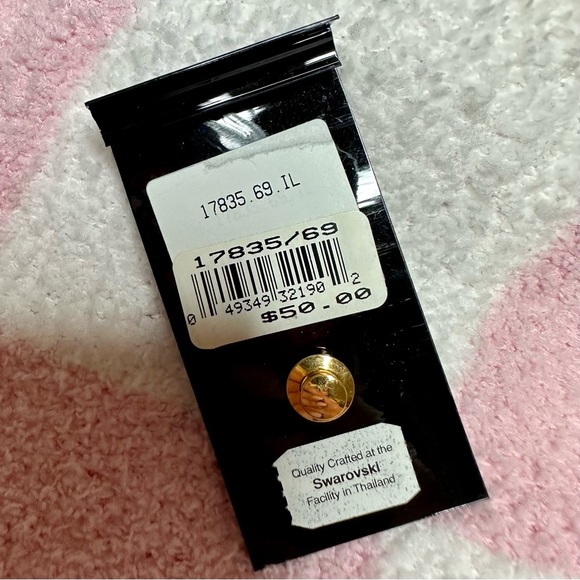 17835.69.IL
17835/69
0 49349 32190 2
$50.00
Quality Crafted at the
Swarovski
Facility in Thailand